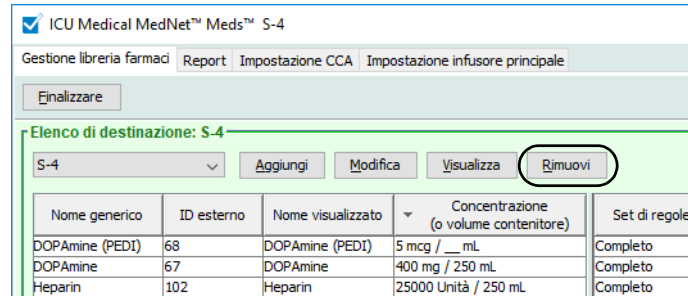 ICU Medical MedNet™ Meds™ S-4
Gestione libreria farmaci Report Impostazione CCA Impostazione infusore principale
Finalizzare
Elenco di destinazione: S-4
S-4 Aggiungi Modifica Visualizza Rimuovi
Nome generico ID esterno Nome visualizzato Concentrazione (o volume contenitore) Set di regole
DOPAmine (PEDI) 68 DOPAmine (PEDI) 5 mcg / __ mL Completo
DOPAmine 67 DOPAmine 400 mg / 250 mL Completo
Heparin 102 Heparin 25000 Unità / 250 mL Completo